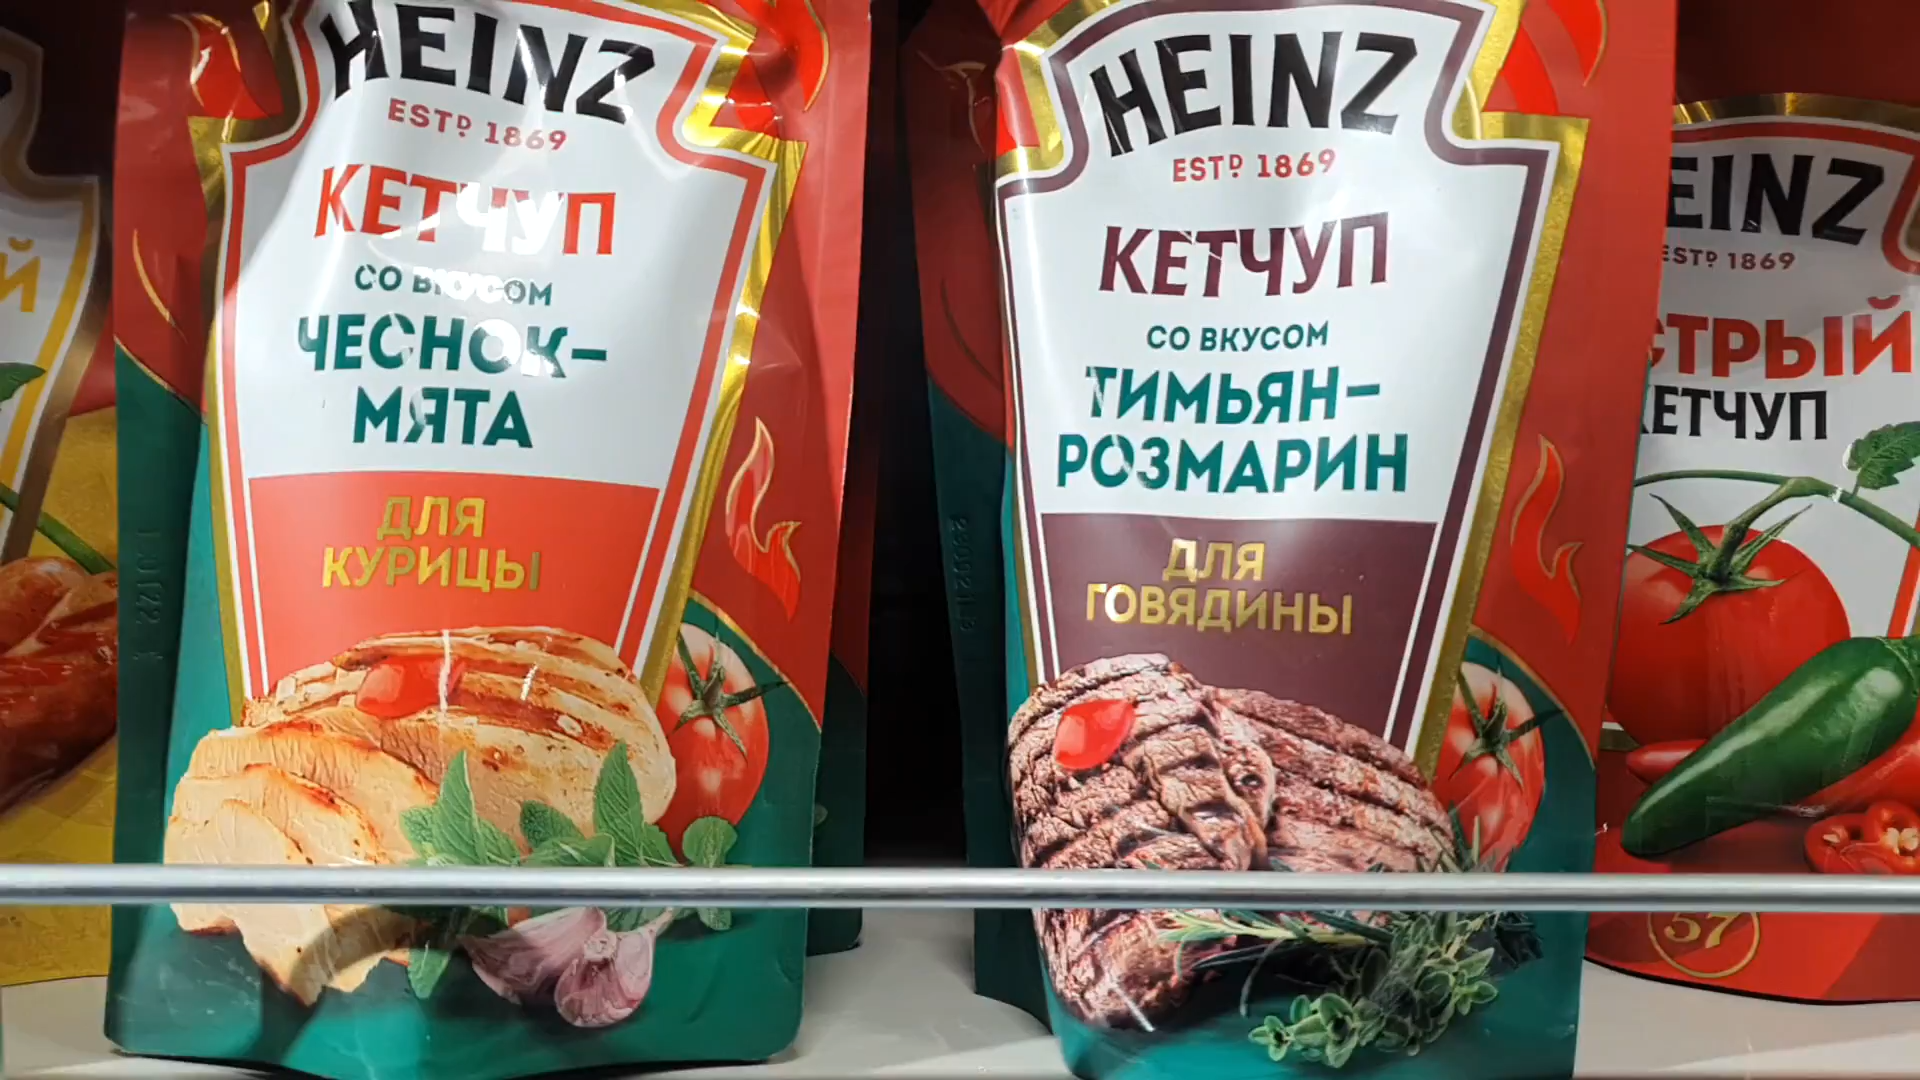 HEINZ
ESTD 1869
КЕТЧУП
СО ВКУСОМ
ЧЕСНОК-
МЯТА
ДЛЯ
КУРИЦЫ
HEINZ
ESTD 1869
КЕТЧУП
СО ВКУСОМ
ТИМЬЯН-
РОЗМАРИН
ДЛЯ
ГОВЯДИНЫ
EINZ
ESTD 1869
СТРЫЙ
КЕТЧУП
57
Й